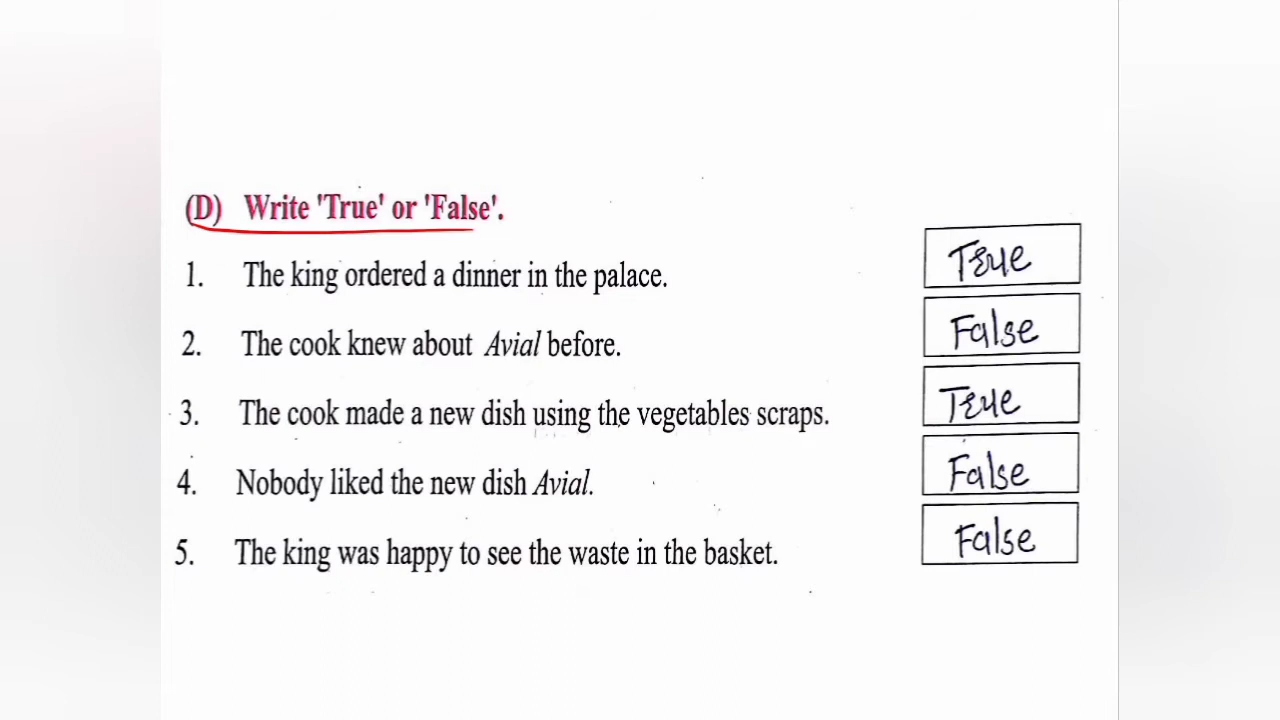 (D) Write 'True' or 'False'.
1. The king ordered a dinner in the palace. True
2. The cook knew about Avial before. False
3. The cook made a new dish using the vegetables scraps. True
4. Nobody liked the new dish Avial. False
5. The king was happy to see the waste in the basket. False